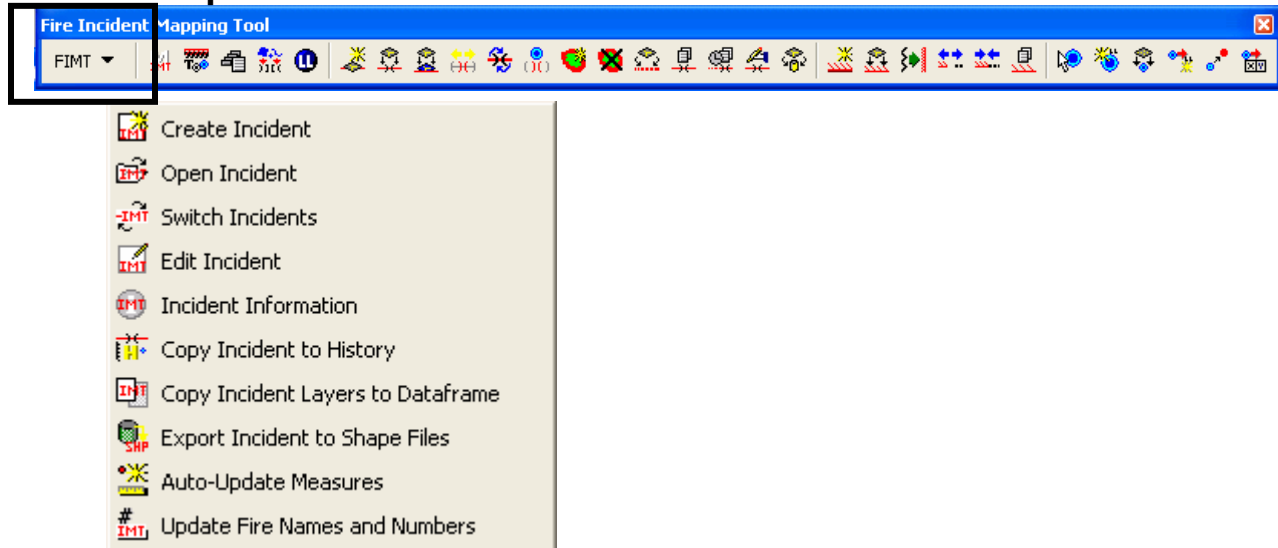 Fire Incident Mapping Tool
FIMT
Create Incident
Open Incident
Switch Incidents
Edit Incident
Incident Information
Copy Incident to History
Copy Incident Layers to Dataframe
Export Incident to Shape Files
Auto-Update Measures
Update Fire Names and Numbers